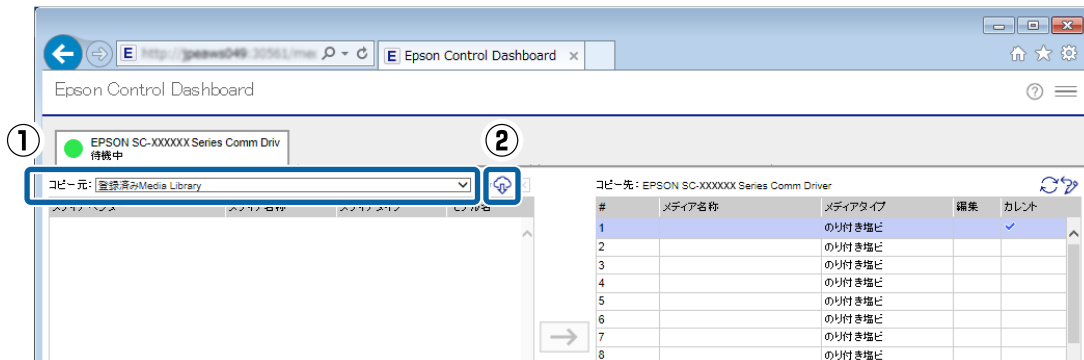 Epson Control Dashboard
Epson Control Dashboard
①
②
EPSON SC-XXXXXX Series Comm Driv
待機中
コピー元: 登録済みMedia Library
コピー先: EPSON SC-XXXXXX Series Comm Driver
# メディア名称 メディアタイプ 編集 カレント
1 のり付き塩ビ ✓
2 のり付き塩ビ
3 のり付き塩ビ
4 のり付き塩ビ
5 のり付き塩ビ
6 のり付き塩ビ
7 のり付き塩ビ
8 のり付き塩ビ